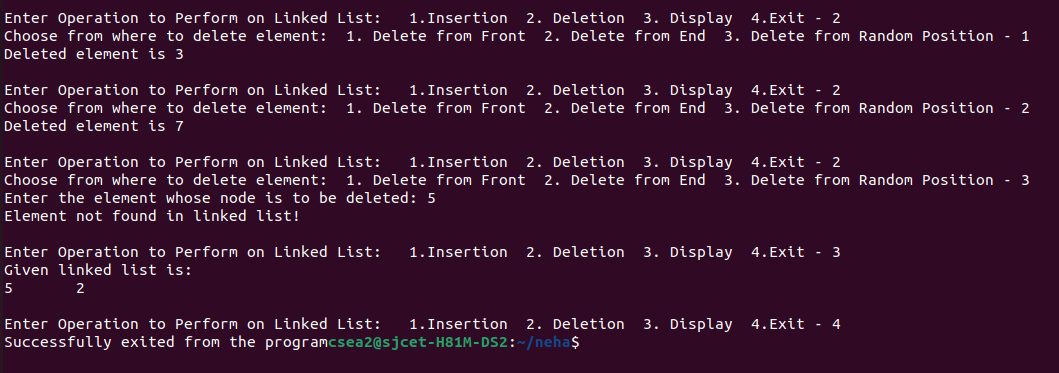 Enter Operation to Perform on Linked List:   1.Insertion  2. Deletion  3. Display  4.Exit - 2
Choose from where to delete element:  1. Delete from Front  2. Delete from End  3. Delete from Random Position - 1
Deleted element is 3

Enter Operation to Perform on Linked List:   1.Insertion  2. Deletion  3. Display  4.Exit - 2
Choose from where to delete element:  1. Delete from Front  2. Delete from End  3. Delete from Random Position - 2
Deleted element is 7

Enter Operation to Perform on Linked List:   1.Insertion  2. Deletion  3. Display  4.Exit - 2
Choose from where to delete element:  1. Delete from Front  2. Delete from End  3. Delete from Random Position - 3
Enter the element whose node is to be deleted: 5
Element not found in linked list!

Enter Operation to Perform on Linked List:   1.Insertion  2. Deletion  3. Display  4.Exit - 3
Given linked list is:
5       2

Enter Operation to Perform on Linked List:   1.Insertion  2. Deletion  3. Display  4.Exit - 4
Successfully exited from the programcsea2@sjcet-H81M-DS2:~/neha$